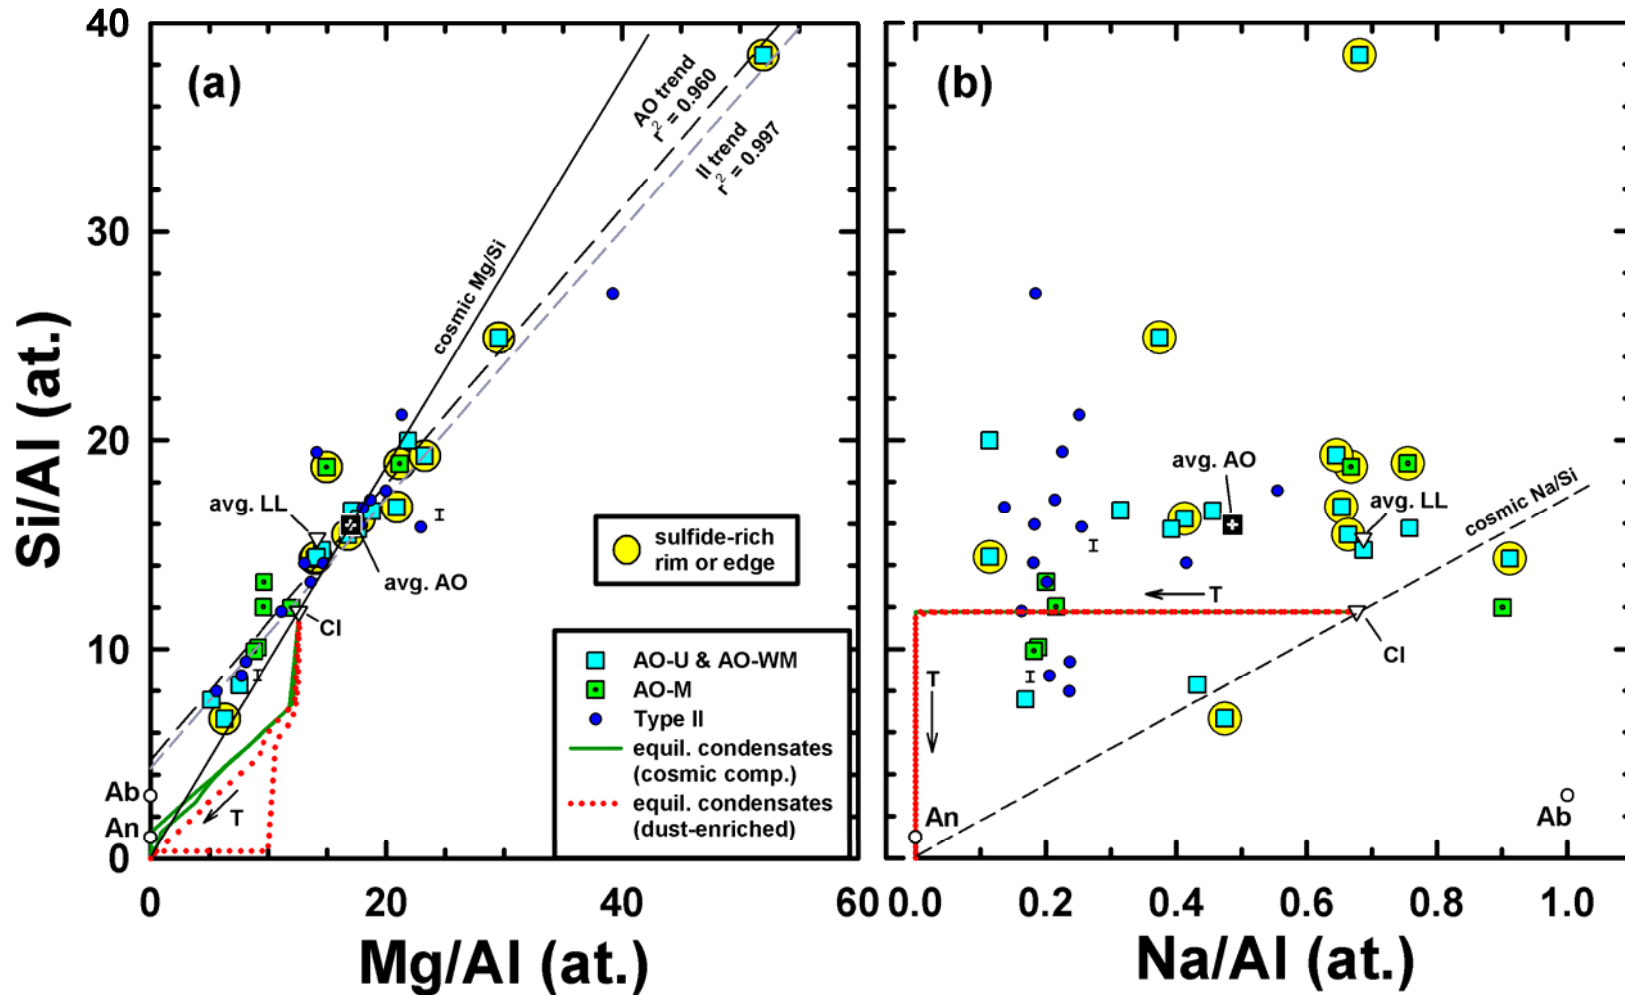 Si/Al (at.)
40
30
20
10
0
(a)
AO trend
r² = 0.960
II trend
r² = 0.997
cosmic Mg/Si
avg. LL
avg. AO
CI
Ab
An
T
sulfide-rich
rim or edge
AO-U & AO-WM
AO-M
Type II
equil. condensates
(cosmic comp.)
equil. condensates
(dust-enriched)
0
20
40
60
Mg/Al (at.)
(b)
avg. AO
avg. LL
cosmic Na/Si
T
CI
T
An
Ab
0.0
0.2
0.4
0.6
0.8
1.0
Na/Al (at.)